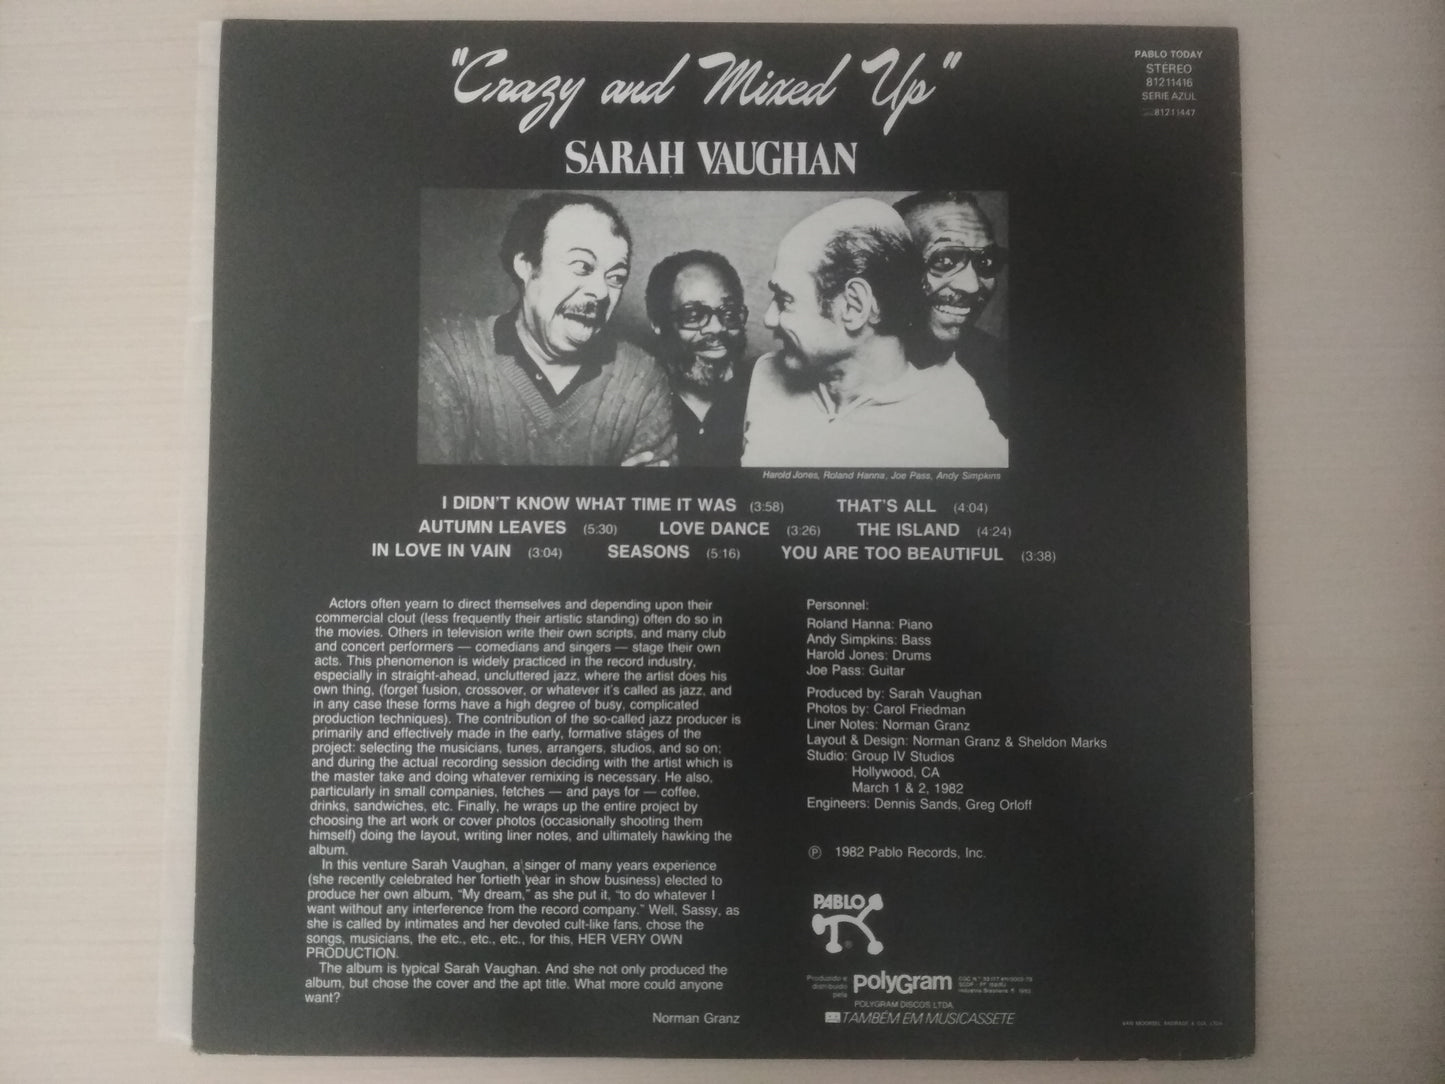 "Crazy and Mixed Up"
SARAH VAUGHAN
PABLO TODAY
STÉREO
81211416
SERIE AZUL
81211447
Harold Jones, Roland Hanna, Joe Pass, Andy Simpkins
I DIDN'T KNOW WHAT TIME IT WAS (3:58) THAT'S ALL (4:04)
AUTUMN LEAVES (5:30) LOVE DANCE (3:26) THE ISLAND (4:24)
IN LOVE IN VAIN (3:04) SEASONS (5:16) YOU ARE TOO BEAUTIFUL (3:38)
Actors often yearn to direct themselves and depending upon their
commercial clout (less frequently their artistic standing) often do so in
the movies. Others in television write their own scripts, and many club
and concert performers — comedians and singers — stage their own
acts. This phenomenon is widely practiced in the record industry,
especially in straight-ahead, uncluttered jazz, where the artist does his
own thing, (forget fusion, crossover, or whatever it's called as jazz, and
in any case these forms have a high degree of busy, complicated
production techniques). The contribution of the so-called jazz producer is
primarily and effectively made in the early, formative stages of the
project: selecting the musicians, tunes, arrangers, studios, and so on;
and during the actual recording session deciding with the artist which is
the master take and doing whatever remixing is necessary. He also,
particularly in small companies, fetches — and pays for — coffee,
drinks, sandwiches, etc. Finally, he wraps up the entire project by
choosing the art work or cover photos (occasionally shooting them
himself) doing the layout, writing liner notes, and ultimately hawking the
album.
In this venture Sarah Vaughan, a singer of many years experience
(she recently celebrated her fortieth year in show business) elected to
produce her own album, "My dream," as she put it, "to do whatever I
want without any interference from the record company." Well, Sassy, as
she is called by intimates and her devoted cult-like fans, chose the
songs, musicians, the etc., etc., etc., for this, HER VERY OWN
PRODUCTION.
The album is typical Sarah Vaughan. And she not only produced the
album, but chose the cover and the apt title. What more could anyone
want?
Norman Granz
Personnel:
Roland Hanna: Piano
Andy Simpkins: Bass
Harold Jones: Drums
Joe Pass: Guitar
Produced by: Sarah Vaughan
Photos by: Carol Friedman
Liner Notes: Norman Granz
Layout & Design: Norman Granz & Sheldon Marks
Studio: Group IV Studios
Hollywood, CA
March 1 & 2, 1982
Engineers: Dennis Sands, Greg Orloff
℗ 1982 Pablo Records, Inc.
PABLO
®
Produzido e
distribuído
pela
polyGram
POLYGRAM DISCOS LTDA.
TAMBÉM EM MUSICASSETE